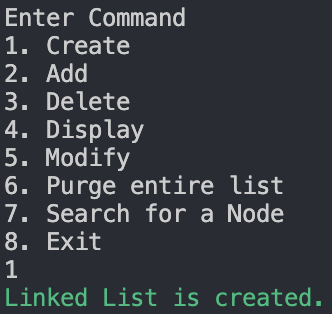 Enter Command
1. Create
2. Add
3. Delete
4. Display
5. Modify
6. Purge entire list
7. Search for a Node
8. Exit
1
Linked List is created.